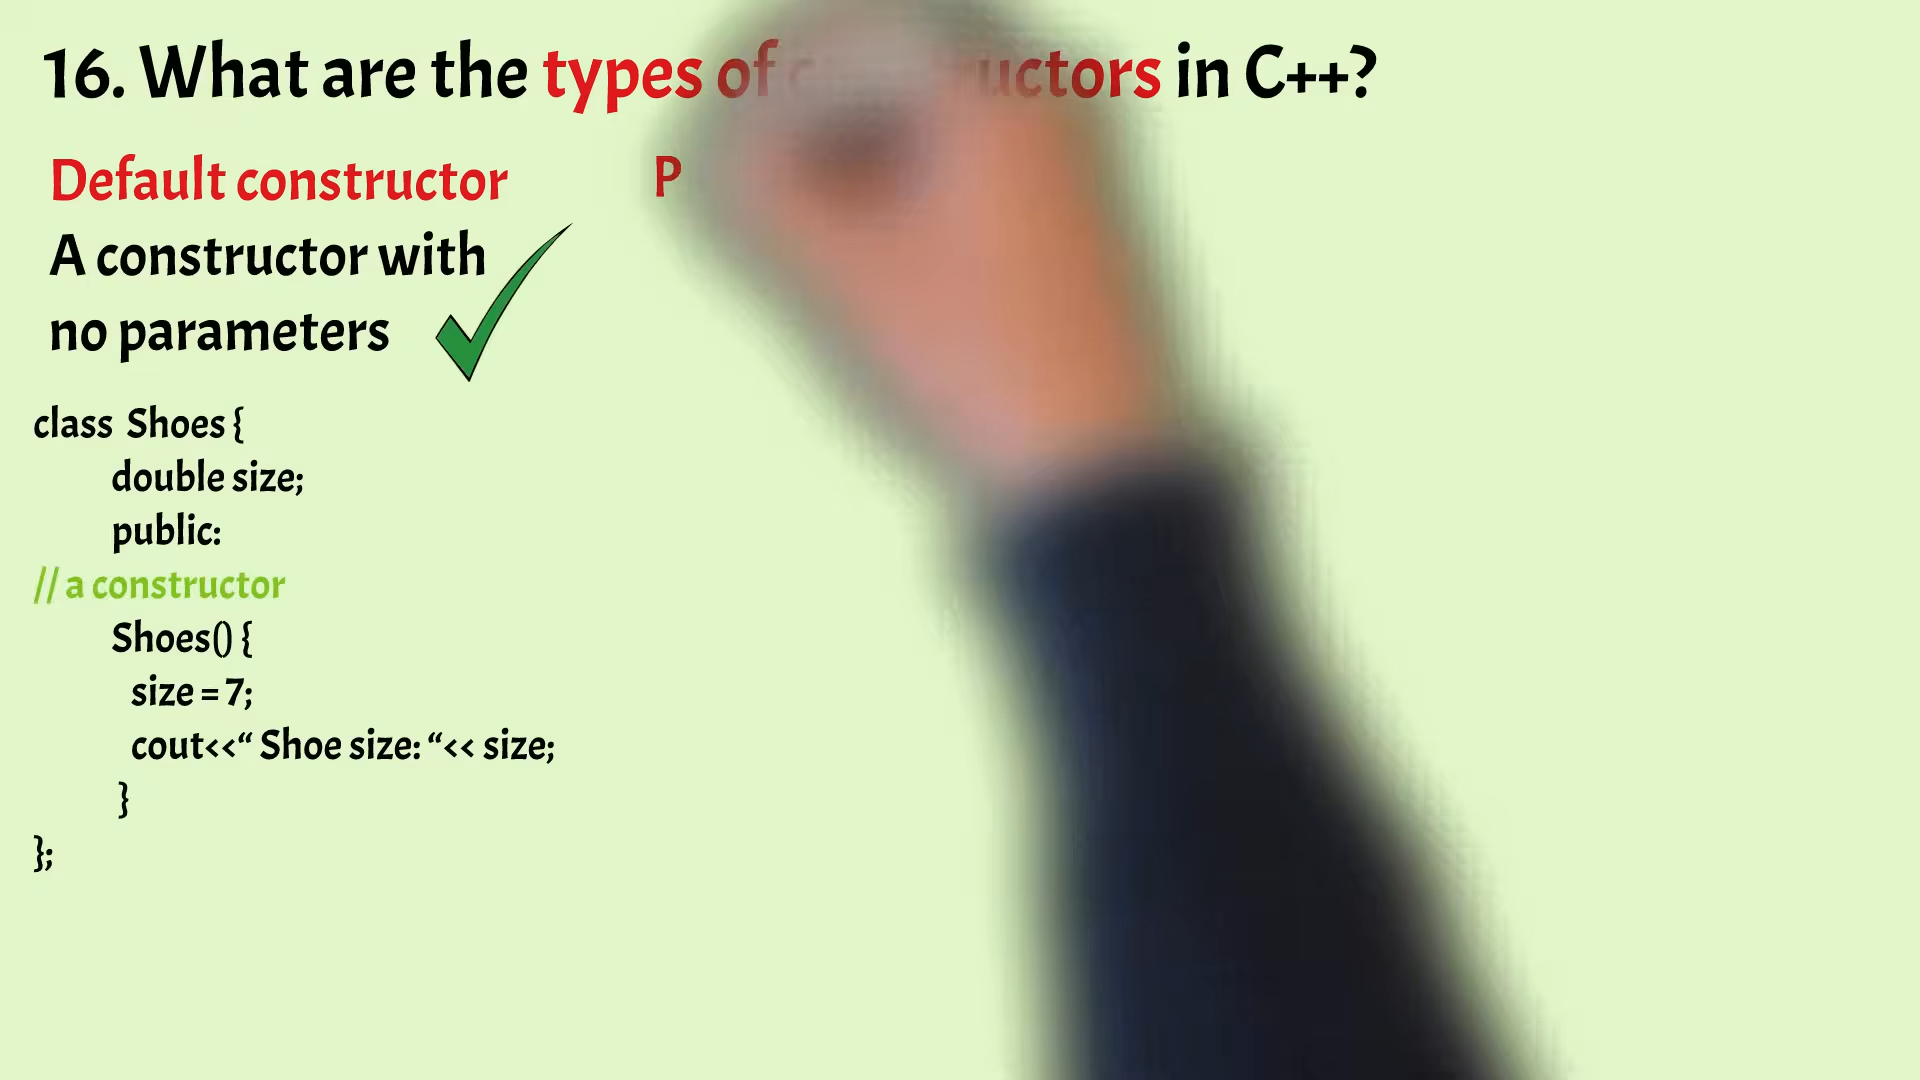 16. What are the types of in C++?
Default constructor
P
A constructor with
no parameters
class Shoes {
double size;
public:
// a constructor
Shoes() {
size = 7;
cout<<“ Shoe size: “<< size;
}
};